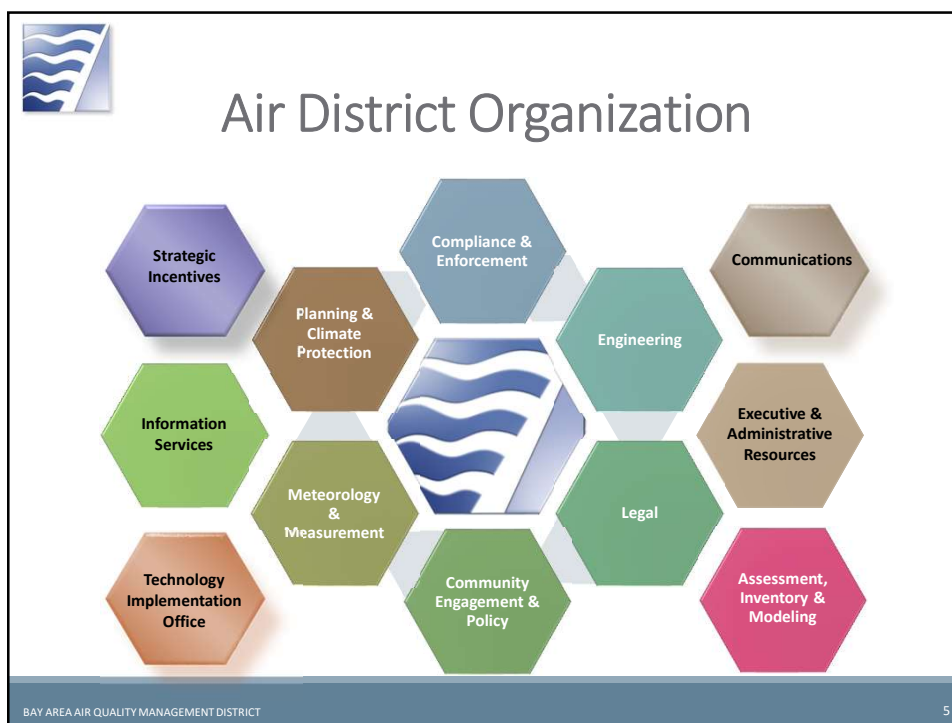 Air District Organization
Strategic
Incentives
Compliance &
Enforcement
Communications
Planning &
Climate
Protection
Engineering
Information
Services
Executive &
Administrative
Resources
Meteorology
&
Measurement
Legal
Technology
Implementation
Office
Community
Engagement &
Policy
Assessment,
Inventory &
Modeling
BAY AREA AIR QUALITY MANAGEMENT DISTRICT
5